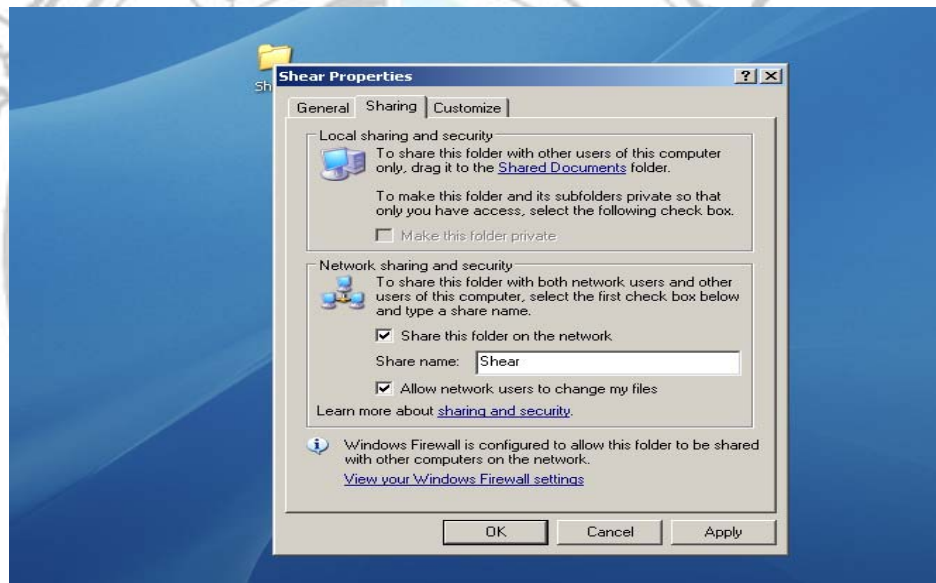 Sh
Shear Properties
General
Sharing
Customize
Local sharing and security
To share this folder with other users of this computer
only, drag it to the Shared Documents folder.
To make this folder and its subfolders private so that
only you have access, select the following check box.
Make this folder private
Network sharing and security
To share this folder with both network users and other
users of this computer, select the first check box below
and type a share name.
Share this folder on the network
Share name: Shear
Allow network users to change my files
Learn more about sharing and security.
Windows Firewall is configured to allow this folder to be shared
with other computers on the network.
View your Windows Firewall settings
OK Cancel Apply